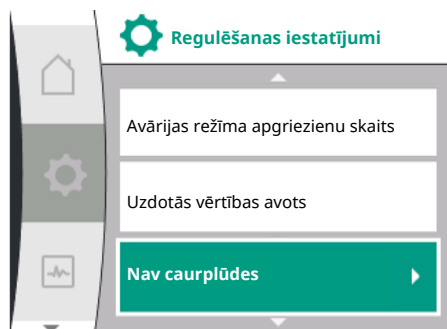 Regulēšanas iestatījumi
Avārijas režīma apgriezienu skaits
Uzdotās vērtības avots
Nav caurplūdes